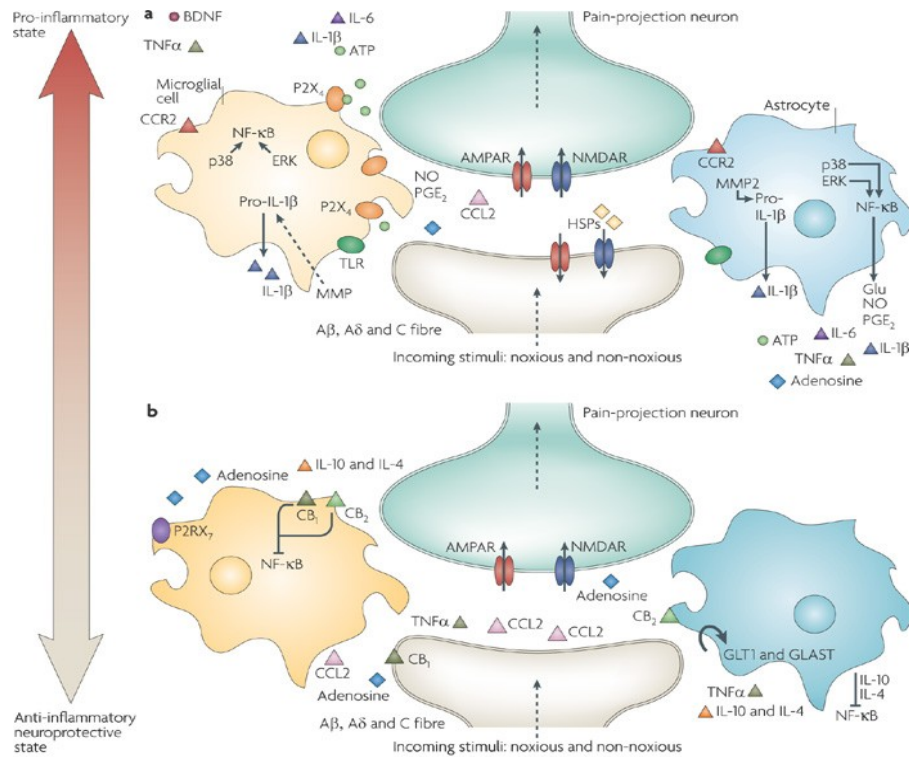 Pro-inflammatory
state
a
BDNF
IL-6
TNFα
IL-1β
ATP
Pain-projection neuron
Microglial
cell
P2X4
CCR2
NF-κB
p38
ERK
Pro-IL-1β
P2X4
TLR
IL-1β
MMP
NO
PGE2
CCL2
AMPAR
NMDAR
HSPs
Astrocyte
CCR2
p38
ERK
MMP2
Pro-
IL-1β
NF-κB
IL-1β
Glu
NO
PGE2
IL-6
ATP
TNFα
IL-1β
Adenosine
Aβ, Aδ and C fibre
Incoming stimuli: noxious and non-noxious
b
Pain-projection neuron
Adenosine
IL-10 and IL-4
CB1
CB2
P2RX7
NF-κB
AMPAR
NMDAR
Adenosine
TNFα
CCL2
CCL2
CB2
GLT1 and GLAST
CCL2
CB1
Adenosine
TNFα
IL-10
IL-4
IL-10 and IL-4
NF-κB
Aβ, Aδ and C fibre
Incoming stimuli: noxious and non-noxious
Anti-inflammatory
neuroprotective
state